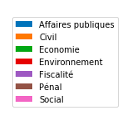 Affaires publiques
Civil
Economie
Environnement
Fiscalité
Pénal
Social